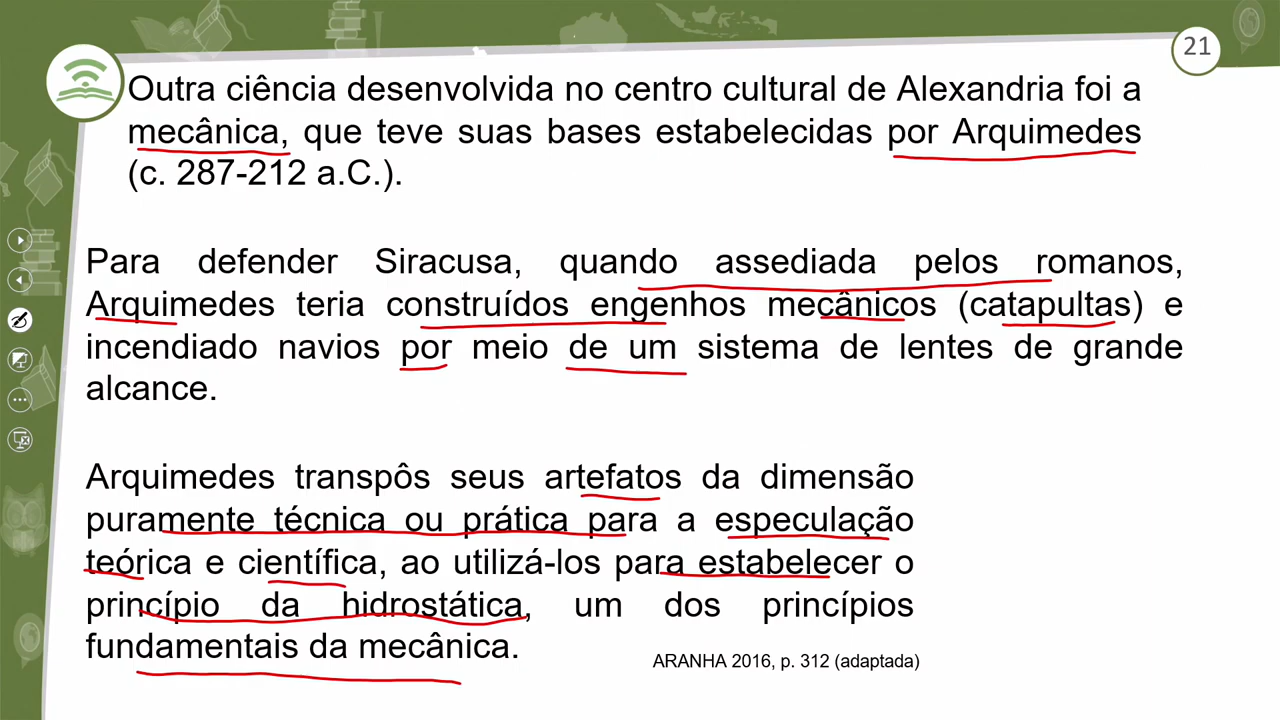 21
Outra ciência desenvolvida no centro cultural de Alexandria foi a
mecânica, que teve suas bases estabelecidas por Arquimedes
(c. 287-212 a.C.).
Para defender Siracusa, quando assediada pelos romanos,
Arquimedes teria construídos engenhos mecânicos (catapultas) e
incendiado navios por meio de um sistema de lentes de grande
alcance.
Arquimedes transpôs seus artefatos da dimensão
puramente técnica ou prática para a especulação
teórica e científica, ao utilizá-los para estabelecer o
princípio da hidrostática, um dos princípios
fundamentais da mecânica.
ARANHA 2016, p. 312 (adaptada)